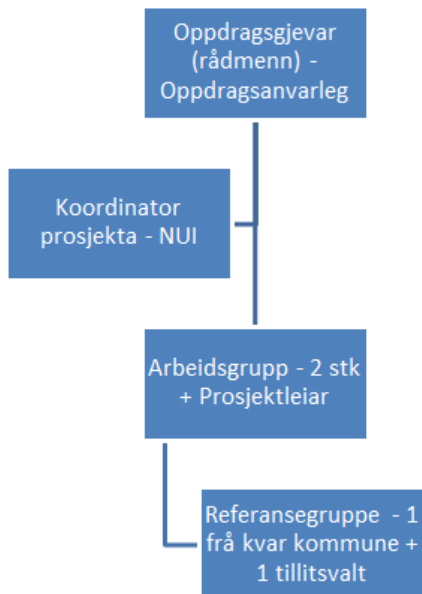 Oppdragsgjevar
(rådmenn) -
Oppdragsanvarleg
Koordinator
prosjekta - NUI
Arbeidsgrupp - 2 stk
+ Prosjektleiar
Referansegruppe - 1
frå kvar kommune +
1 tillitsvalt